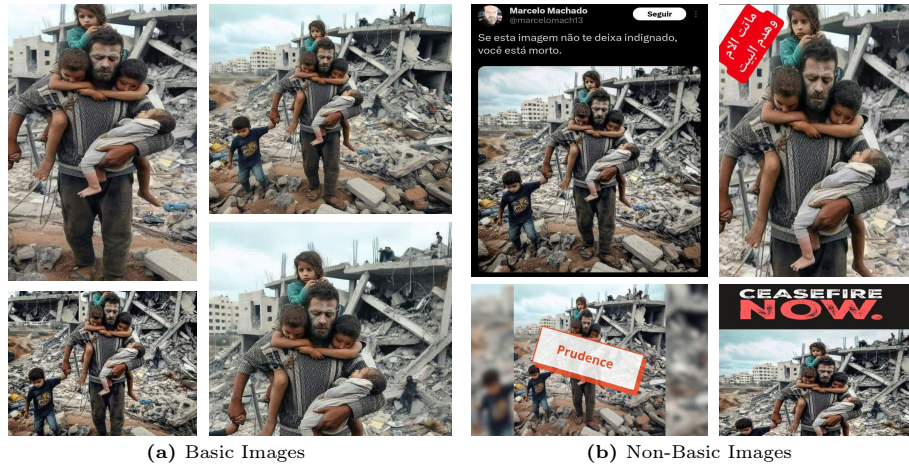 Marcelo Machado
@marcelomach13
Seguir
Se esta imagem não te deixa indignado,
você está morto.
ماتت الام
وهدم البيت
Prudence
CEASEFIRE
NOW.
(a) Basic Images
(b) Non-Basic Images